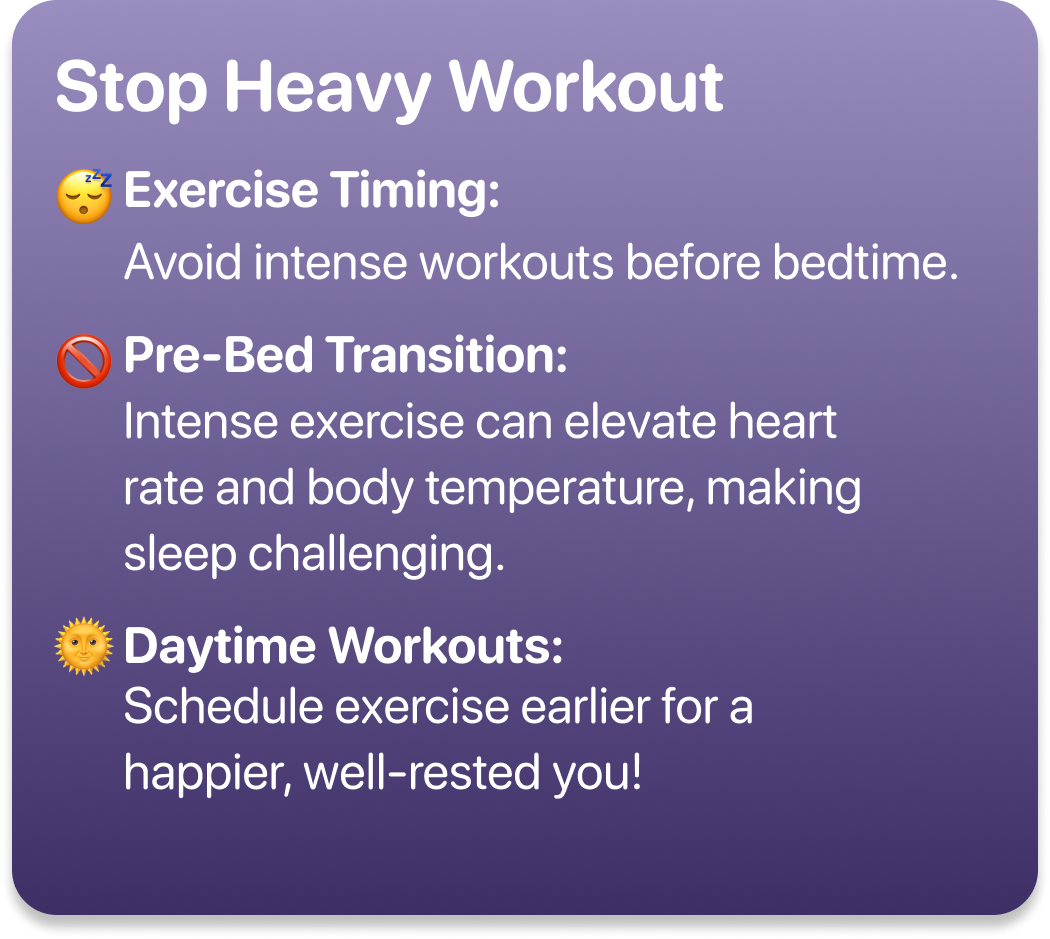 Stop Heavy Workout
😴 Exercise Timing:
Avoid intense workouts before bedtime.
🚫 Pre-Bed Transition:
Intense exercise can elevate heart
rate and body temperature, making
sleep challenging.
🌞 Daytime Workouts:
Schedule exercise earlier for a
happier, well-rested you!